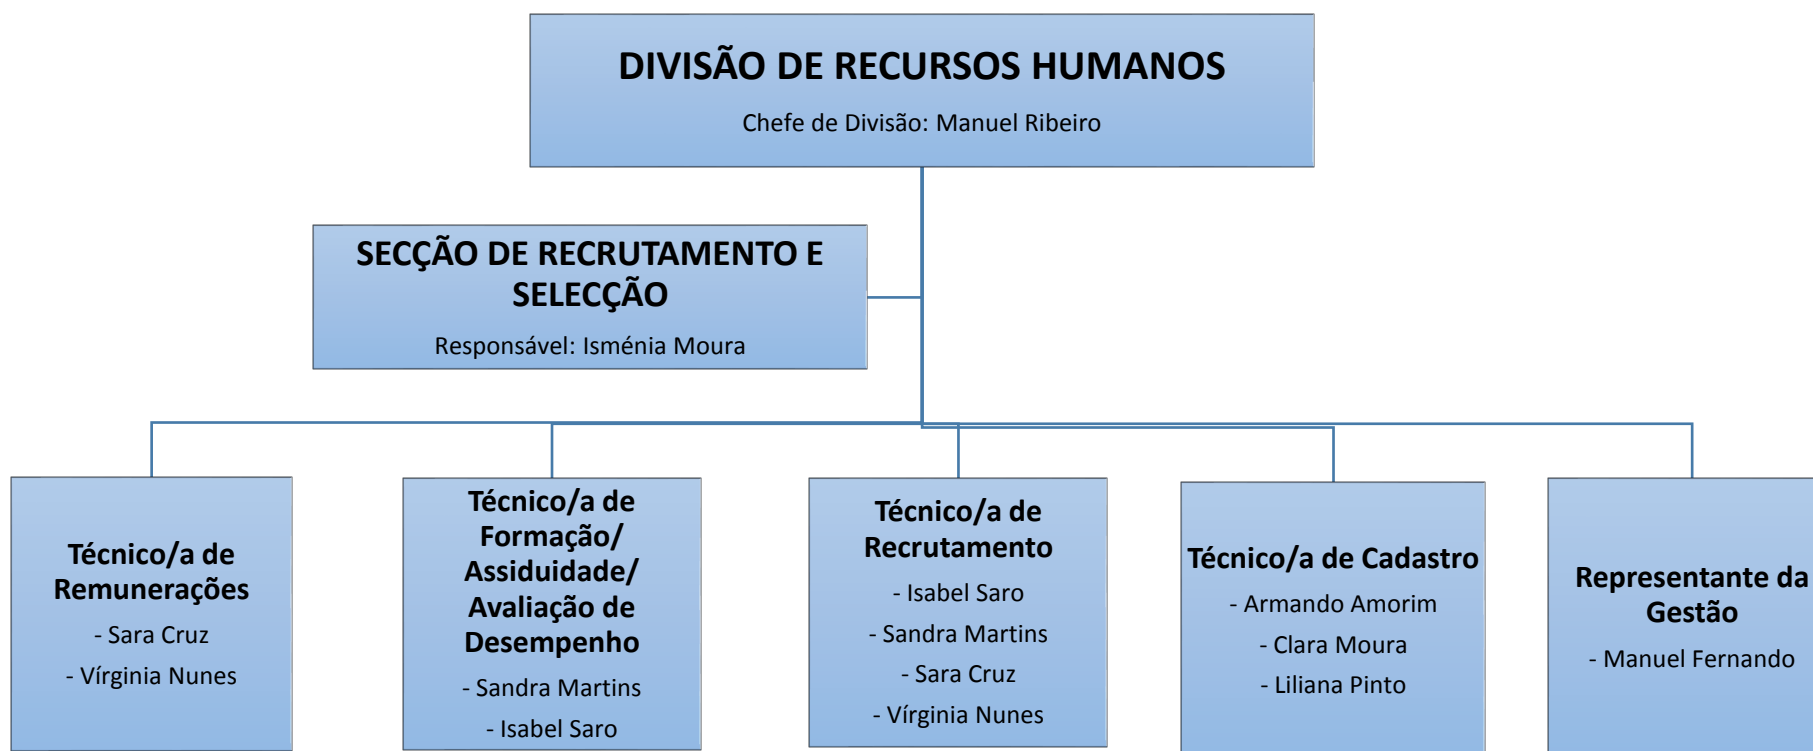 DIVISÃO DE RECURSOS HUMANOS
Chefe de Divisão: Manuel Ribeiro
SECÇÃO DE RECRUTAMENTO E
SELECÇÃO
Responsável: Isménia Moura
Técnico/a de
Remunerações
- Sara Cruz
- Vírginia Nunes
Técnico/a de
Formação/
Assiduidade/
Avaliação de
Desempenho
- Sandra Martins
- Isabel Saro
Técnico/a de
Recrutamento
- Isabel Saro
- Sandra Martins
- Sara Cruz
- Vírginia Nunes
Técnico/a de Cadastro
- Armando Amorim
- Clara Moura
- Liliana Pinto
Representante da
Gestão
- Manuel Fernando